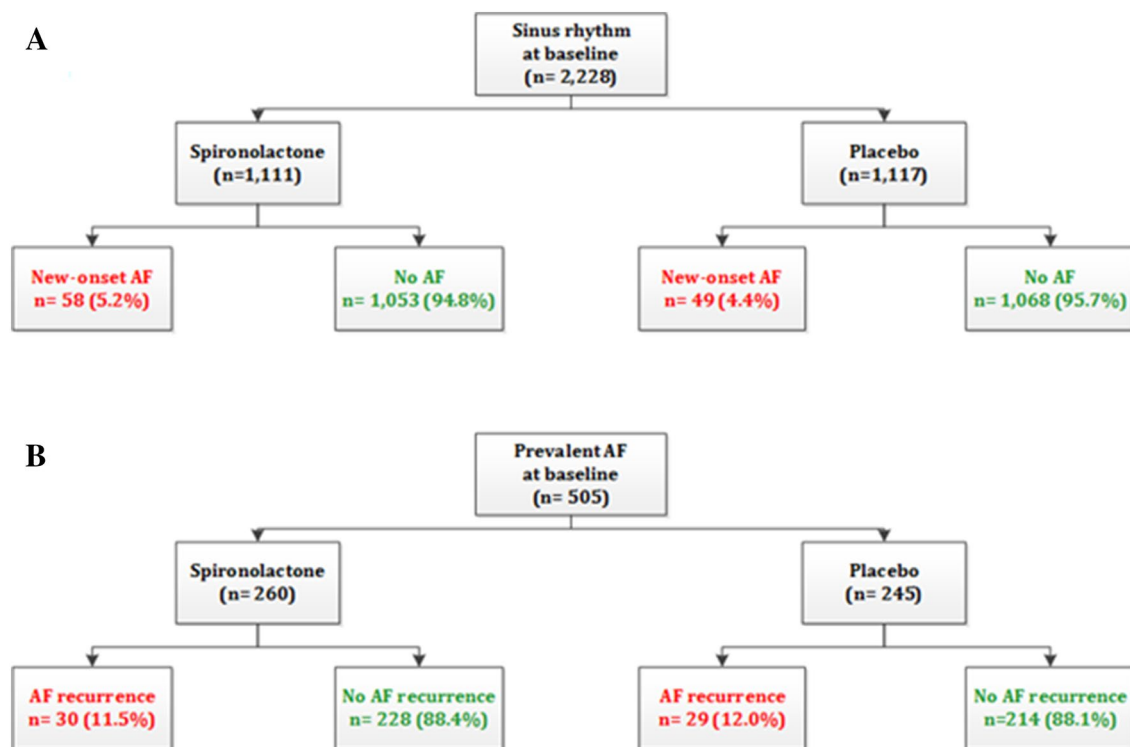 A
Sinus rhythm
at baseline
(n= 2,228)
Spironolactone
(n=1,111)
Placebo
(n=1,117)
New-onset AF
n= 58 (5.2%)
No AF
n= 1,053 (94.8%)
New-onset AF
n= 49 (4.4%)
No AF
n= 1,068 (95.7%)
B
Prevalent AF
at baseline
(n= 505)
Spironolactone
(n= 260)
Placebo
(n= 245)
AF recurrence
n= 30 (11.5%)
No AF recurrence
n= 228 (88.4%)
AF recurrence
n= 29 (12.0%)
No AF recurrence
n=214 (88.1%)